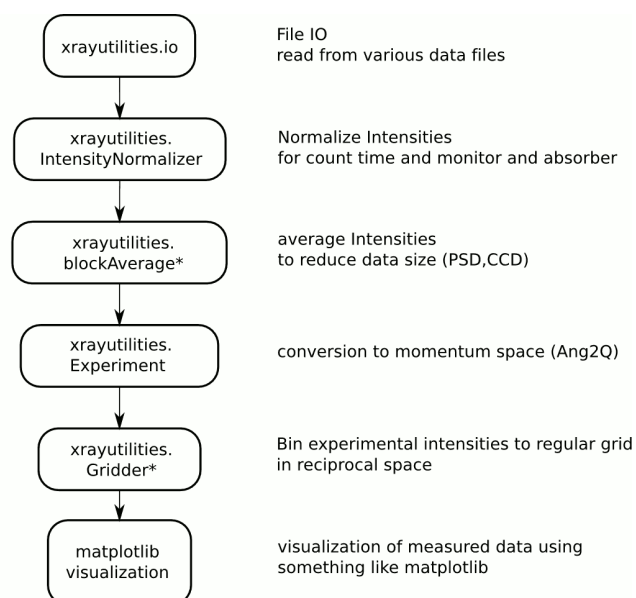 xrayutilities.io
File IO
read from various data files
xrayutilities.
IntensityNormalizer
Normalize Intensities
for count time and monitor and absorber
xrayutilities.
blockAverage*
average Intensities
to reduce data size (PSD,CCD)
xrayutilities.
Experiment
conversion to momentum space (Ang2Q)
xrayutilities.
Gridder*
Bin experimental intensities to regular grid
in reciprocal space
matplotlib
visualization
visualization of measured data using
something like matplotlib